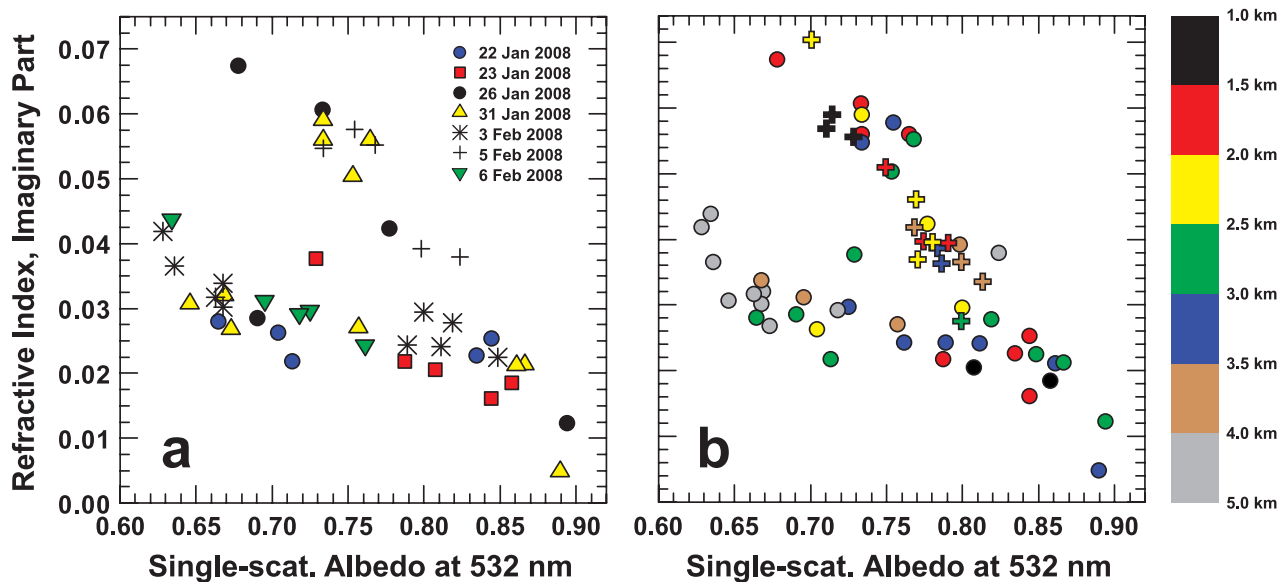 Refractive Index, Imaginary Part
0.07
0.06
0.05
0.04
0.03
0.02
0.01
0.00
0.60
0.70
0.75
0.80
0.85
0.90
Single-scat. Albedo at 532 nm
22 Jan 2008
23 Jan 2008
26 Jan 2008
31 Jan 2008
3 Feb 2008
5 Feb 2008
6 Feb 2008
a
b
0.60
0.65
0.70
0.75
0.80
0.85
0.90
Single-scat. Albedo at 532 nm
1.0 km
1.5 km
2.0 km
2.5 km
3.0 km
3.5 km
4.0 km
5.0 km